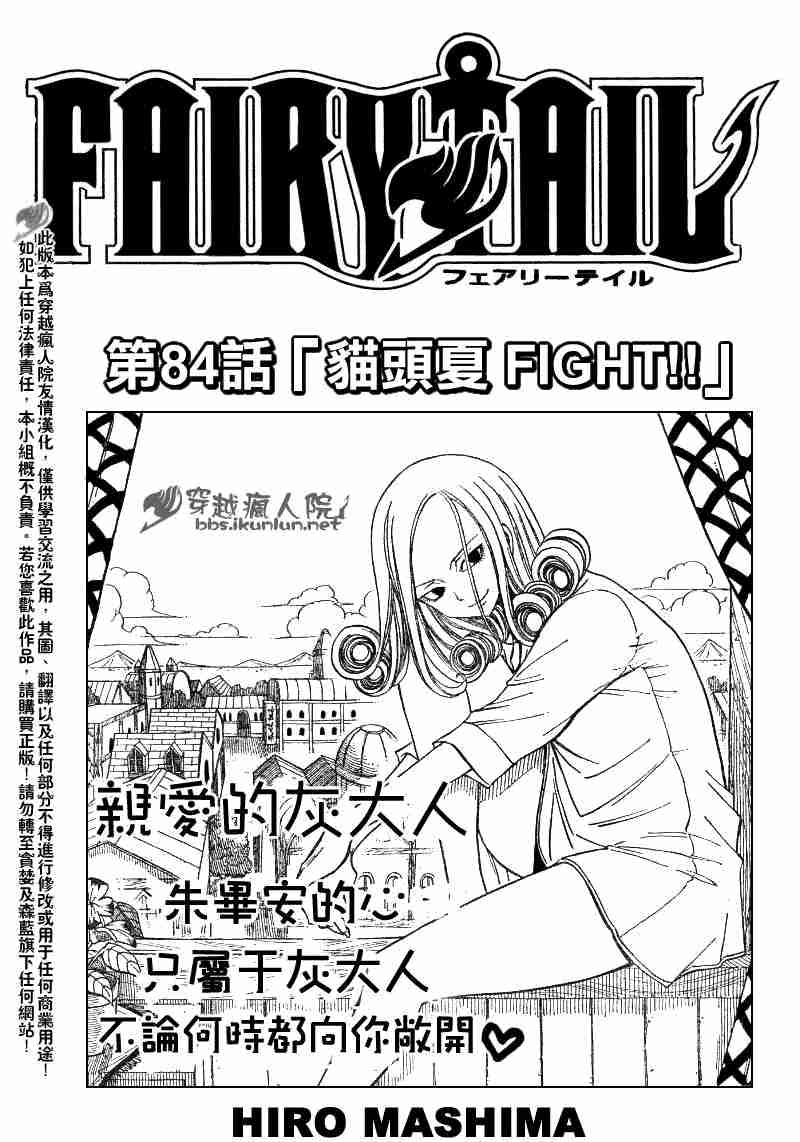 FAIRY TAIL
フェアリーテイル
第84話「貓頭夏 FIGHT!!」
此版本爲穿越瘋人院友情漢化，僅供學習交流之用，其圖、翻譯以及任何部分不得進行修改或用于任何商業用途！
如犯上任何法律責任，本小組概不負責。若您喜歡此作品，請購買正版！請勿轉至貪婪及森藍旗下任何網站！
穿越瘋人院
bbs.ikunlun.net
親愛的灰大人
朱畢安的心
只屬于灰大人
不論何時都向你敞開
HIRO MASHIMA